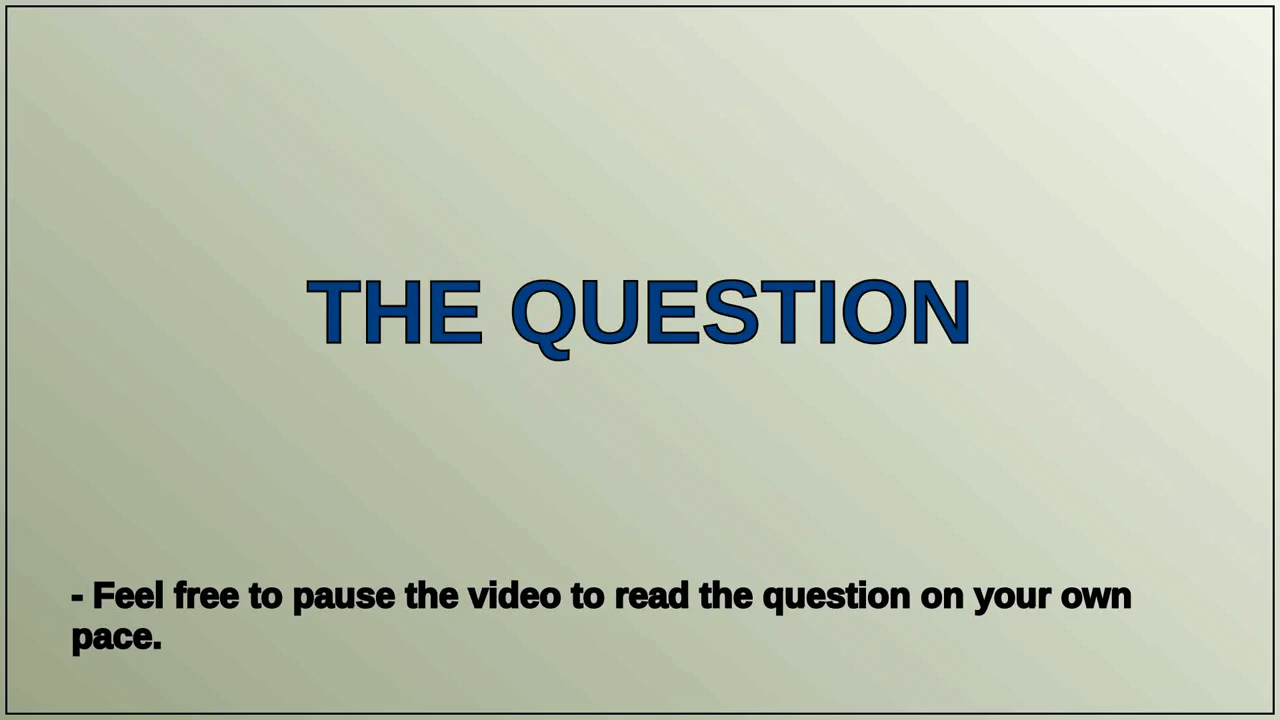 THE QUESTION
- Feel free to pause the video to read the question on your own
pace.